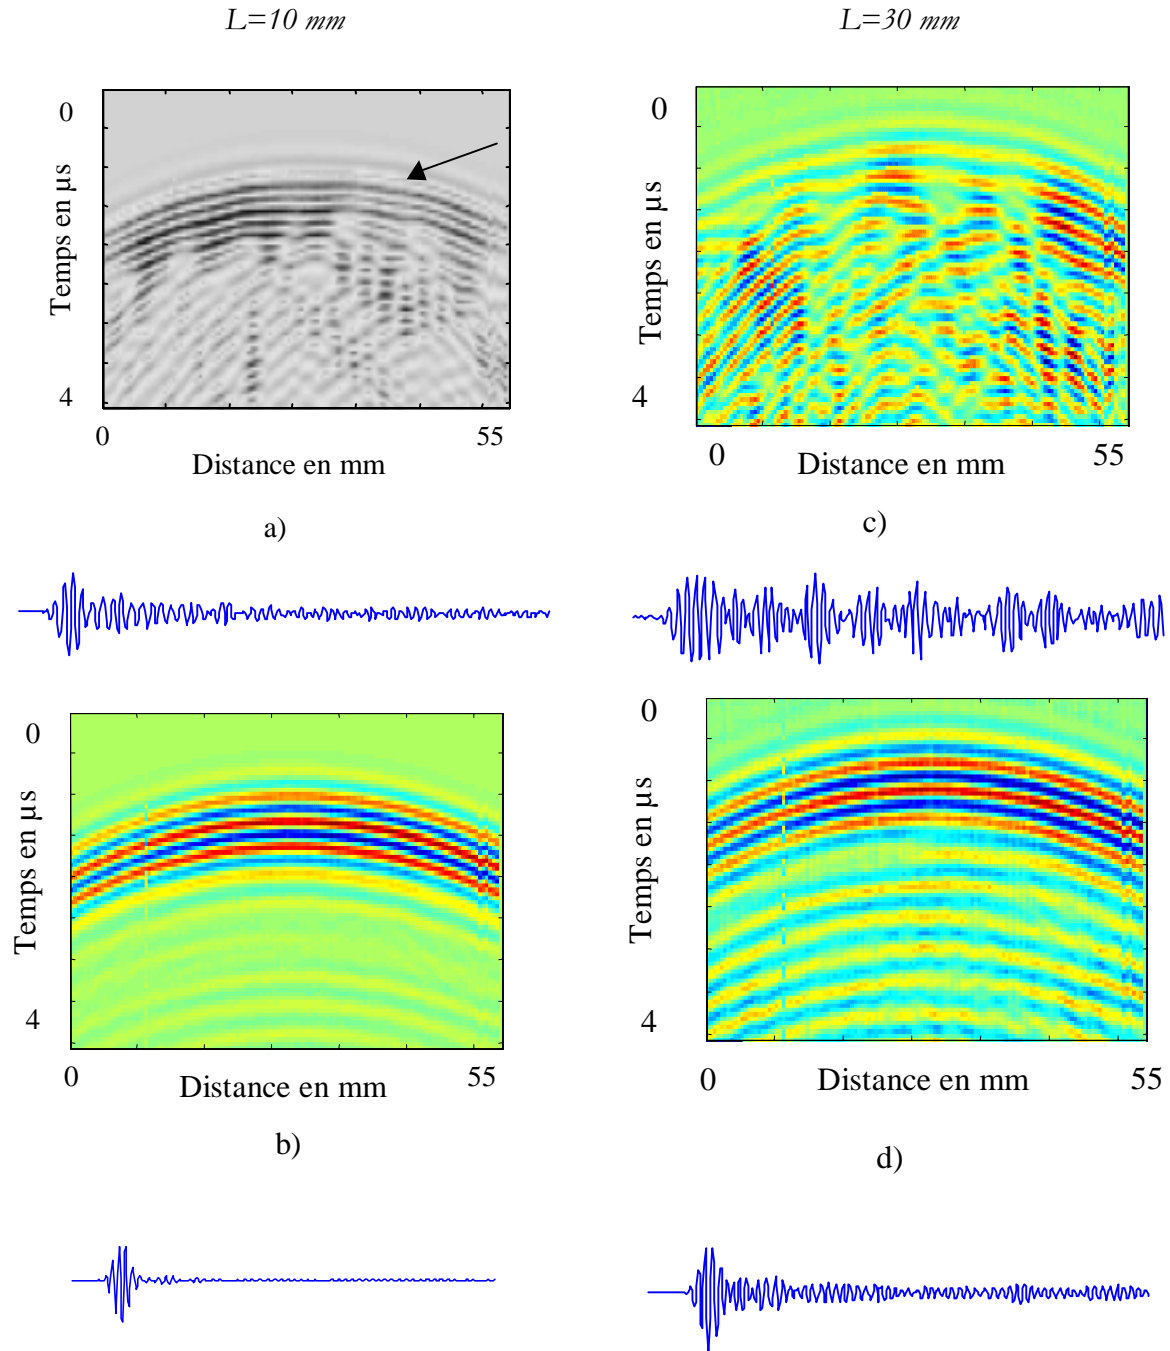 L=10 mm
L=30 mm
0
Temps en µs
4
0
55
Distance en mm
a)
0
Temps en µs
4
0
55
Distance en mm
c)
0
Temps en µs
4
0
55
Distance en mm
b)
0
Temps en µs
4
0
55
Distance en mm
d)